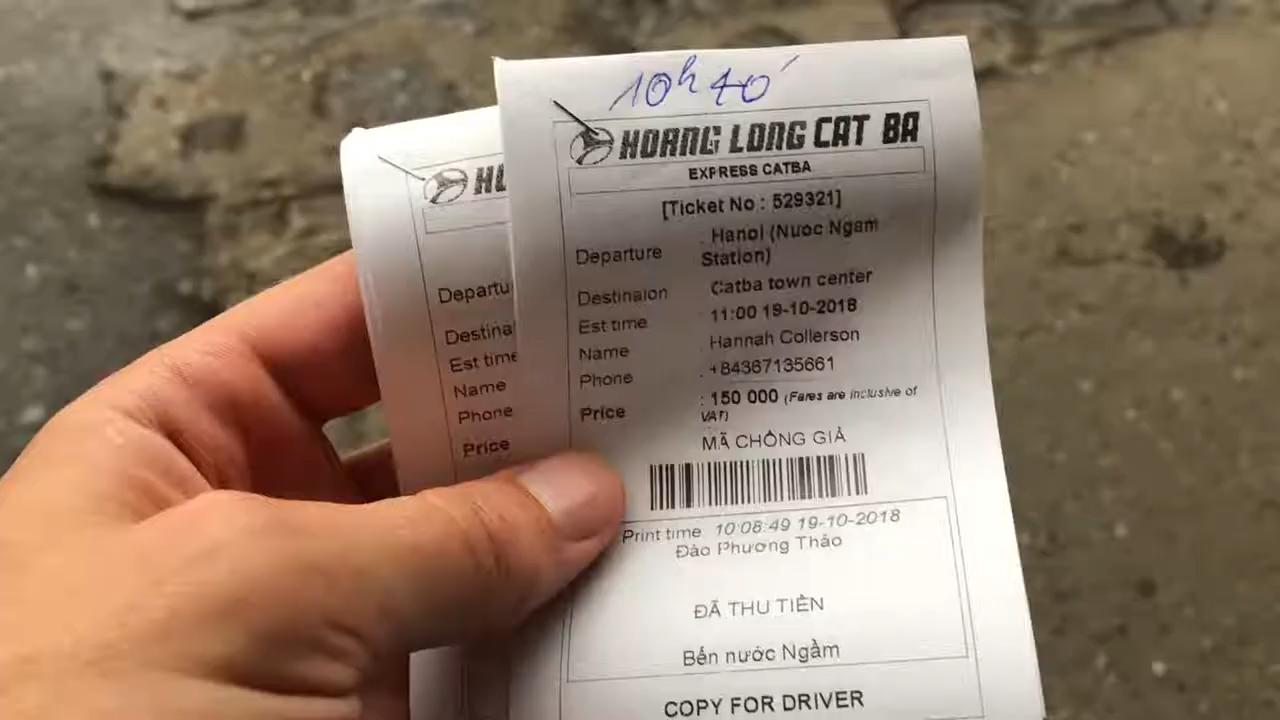 10h40'
HOANG LONG CAT BA
EXPRESS CATBA
[Ticket No : 529321]
Departure : Hanoi (Nuoc Ngam Station)
Destinaion : Catba town center
Est time : 11:00 19-10-2018
Name : Hannah Collerson
Phone : +84367135661
Price : 150 000 (Fares are inclusive of VAT)
MÃ CHỐNG GIẢ
Print time 10:08:49 19-10-2018
Đào Phương Thảo
ĐÃ THU TIỀN
Bến nước Ngầm
COPY FOR DRIVER
Departu
Destina
Est time
Name
Phone
Price